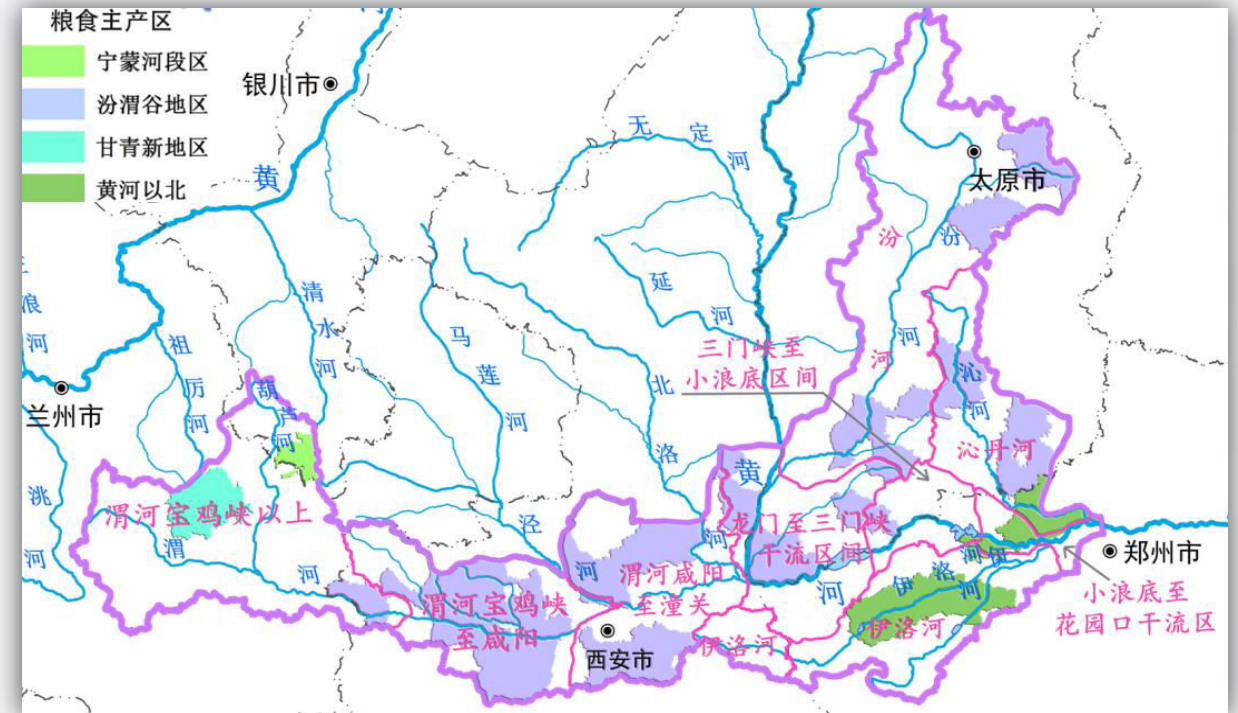 粮食主产区
宁蒙河段区
汾渭谷地区
甘青新地区
黄河以北
银川市
黄
无定河
太原市
汾
汾
河
河
延
河
清水河
祖厉河
马莲河
北
洛
河
三门峡至
小浪底区间
浪
河
兰州市
葫芦河
沁
河
沁丹河
洮
河
渭河宝鸡峡以上
渭
河
泾
河
黄
河
龙门至三门峡
干流区间
渭河咸阳
至潼关
渭河宝鸡峡
至咸阳
西安市
伊洛河
伊洛河
伊洛河
河伊
郑州市
小浪底至
花园口干流区